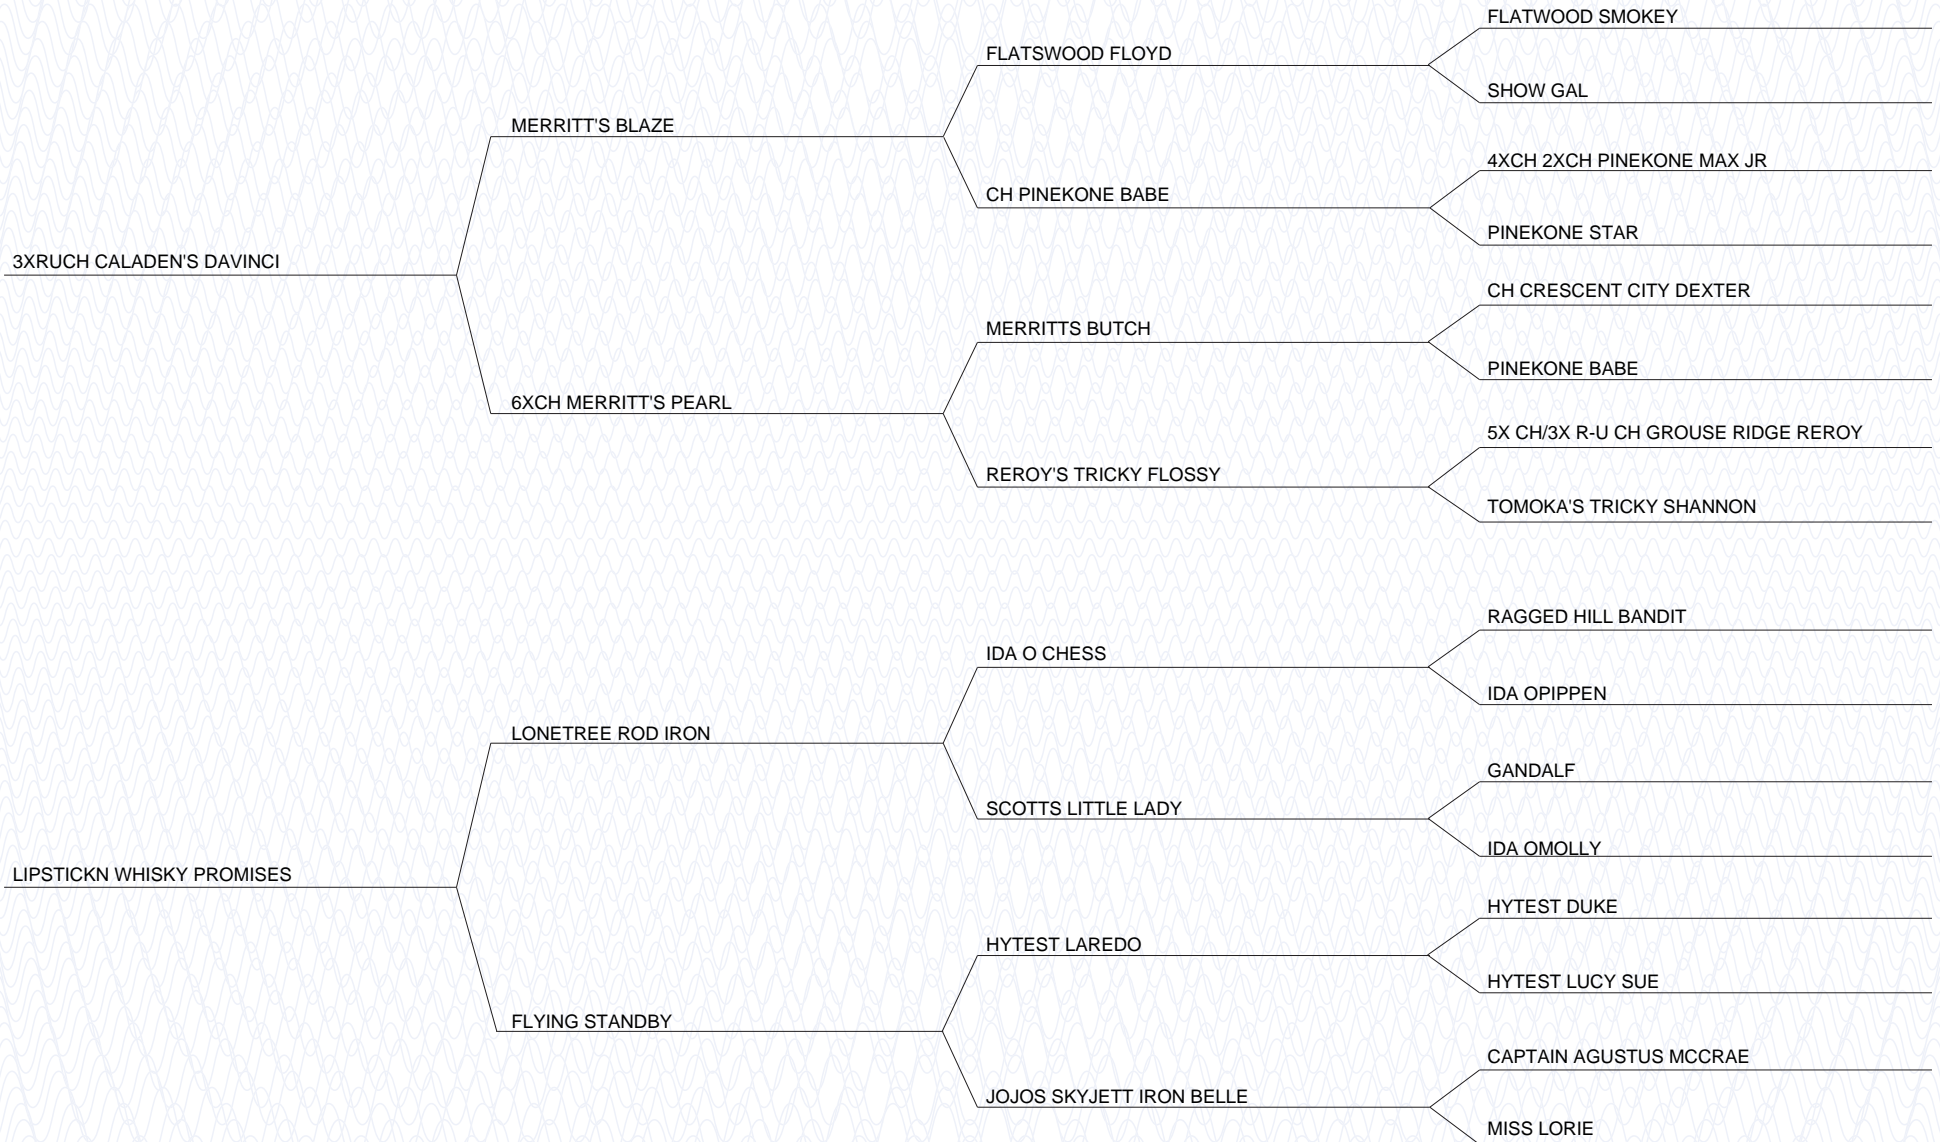 FLATWOOD SMOKEY
FLATSWOOD FLOYD
SHOW GAL
MERRITT'S BLAZE
4XCH 2XCH PINEKONE MAX JR
CH PINEKONE BABE
PINEKONE STAR
3XRUCH CALADEN'S DAVINCI
CH CRESCENT CITY DEXTER
MERRITTS BUTCH
PINEKONE BABE
6XCH MERRITT'S PEARL
5X CH/3X R-U CH GROUSE RIDGE REROY
REROY'S TRICKY FLOSSY
TOMOKA'S TRICKY SHANNON
RAGGED HILL BANDIT
IDA O CHESS
IDA OPIPPEN
LONETREE ROD IRON
GANDALF
SCOTTS LITTLE LADY
IDA OMOLLY
LIPSTICKN WHISKY PROMISES
HYTEST DUKE
HYTEST LAREDO
HYTEST LUCY SUE
FLYING STANDBY
CAPTAIN AGUSTUS MCCRAE
JOJOS SKYJETT IRON BELLE
MISS LORIE